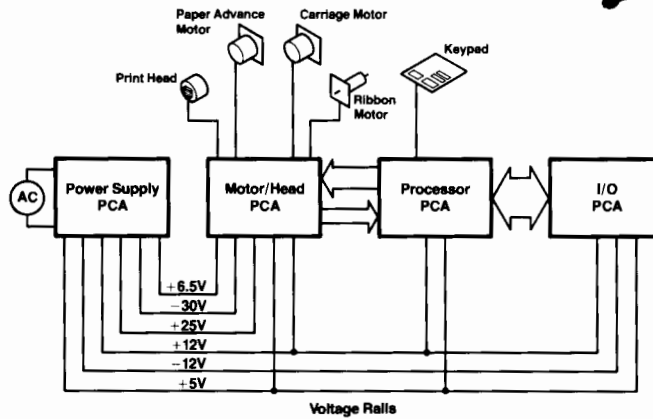 Paper Advance
Motor
Carriage Motor
Print Head
Ribbon
Motor
Keypad
AC
Power Supply
PCA
Motor/Head
PCA
Processor
PCA
I/O
PCA
+6.5V
−30V
+25V
+12V
−12V
+5V
Voltage Rails